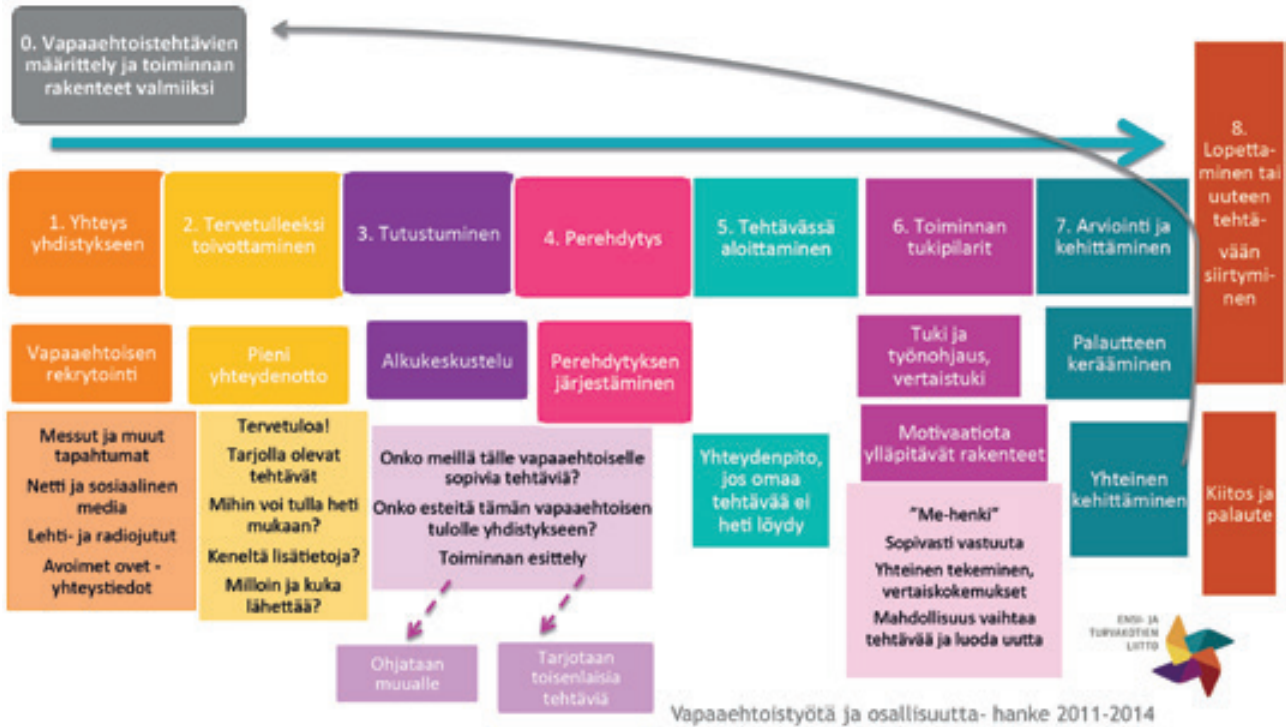 0. Vapaaehtoistehtävien
määrittely ja toiminnan
rakenteet valmiiksi
1. Yhteys
yhdistykseen
2. Tervetulleeksi
toivottaminen
3. Tutustuminen
4. Perehdytys
5. Tehtävässä
aloittaminen
6. Toiminnan
tukipilarit
7. Arviointi ja
kehittäminen
8.
Lopetta-
minen tai
uuteen
tehtä-
vään
siirtymi-
nen
Vapaaehtoisen
rekrytointi
Pieni
yhteydenotto
Alkukeskustelu
Perehdytyksen
järjestäminen
Tuki ja
työnohjaus,
vertaistuki
Palautteen
kerääminen
Messut ja muut
tapahtumat
Netti ja sosiaalinen
media
Lehti- ja radiojutut
Avoimet ovet -
yhteystiedot
Tervetuloa!
Tarjolla olevat
tehtävät
Mihin voi tulla heti
mukaan?
Keneltä lisätietoja?
Milloin ja kuka
lähettää?
Onko meillä tälle vapaaehtoiselle
sopivia tehtäviä?
Onko esteitä tämän vapaaehtoisen
tulolle yhdistykseen?
Toiminnan esittely
Ohjataan
muualle
Tarjotaan
toisenlaisia
tehtäviä
Yhteydenpito,
jos omaa
tehtävää ei
heti löydy
Motivaatiota
ylläpitävät rakenteet
"Me-henki"
Sopivasti vastuuta
Yhteinen tekeminen,
vertaiskokemukset
Mahdollisuus vaihtaa
tehtävää ja luoda uutta
Yhteinen
kehittäminen
Kiitos ja
palaute
ENSI- JA
TURVAKOTIEN
LIITTO
Vapaaehtoistyötä ja osallisuutta- hanke 2011-2014